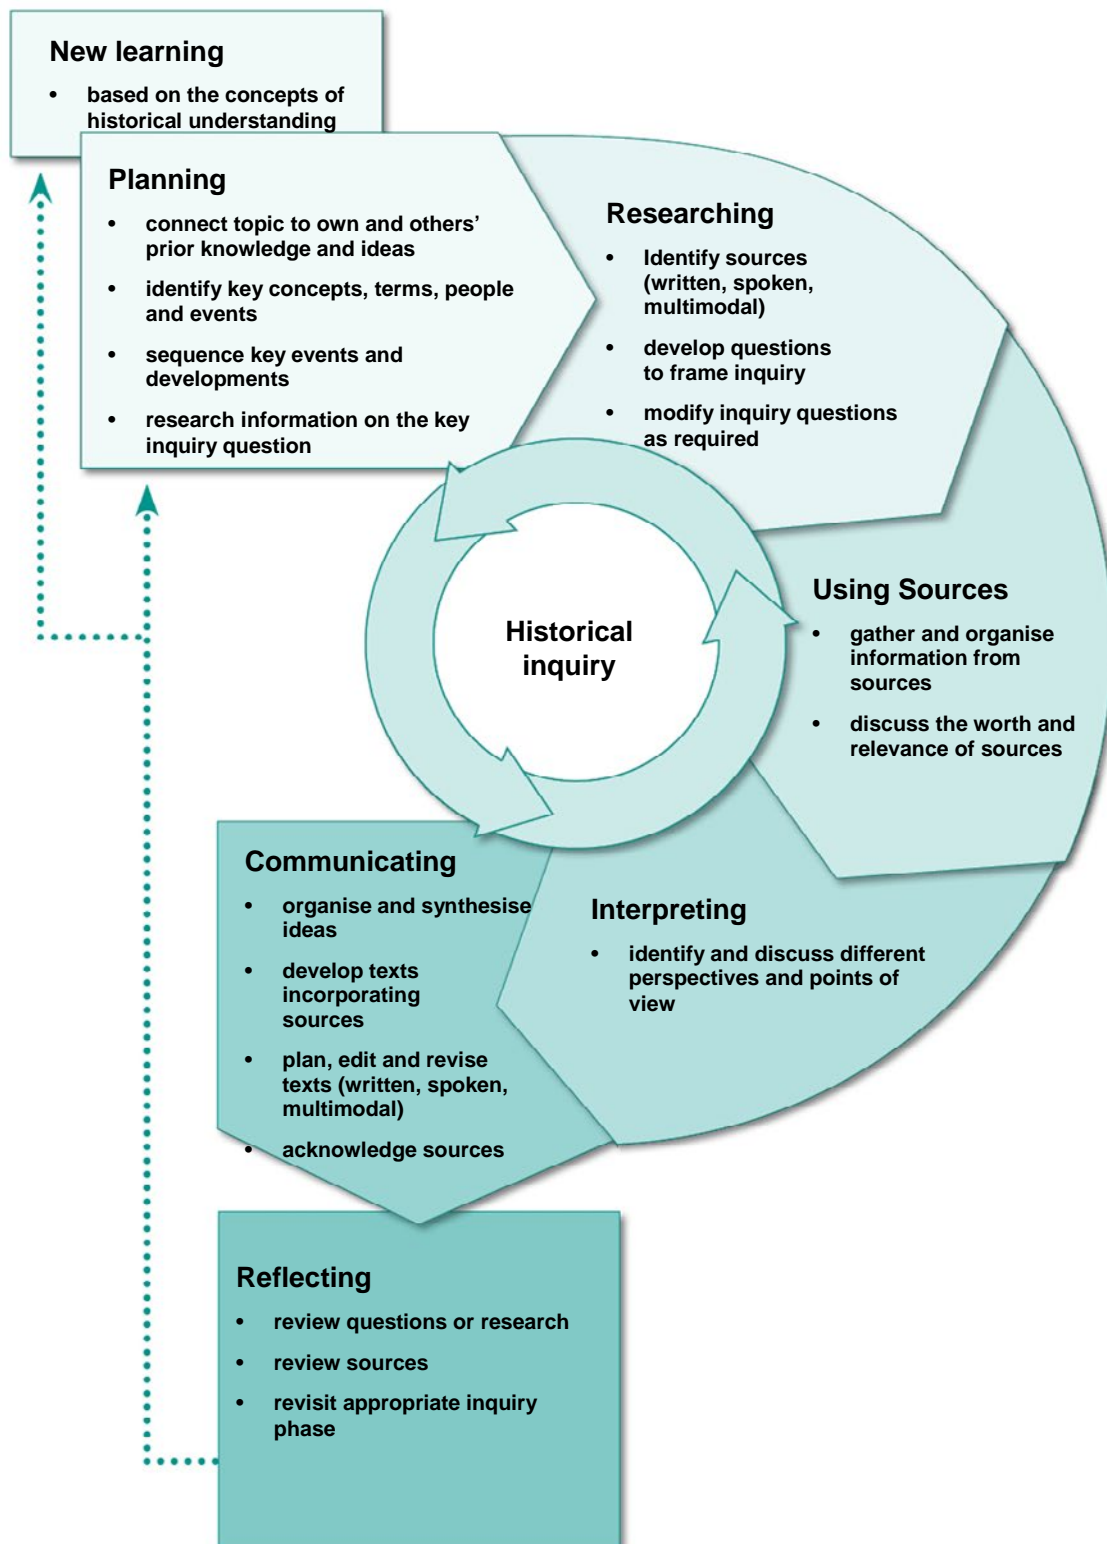 New learning
• based on the concepts of
historical understanding
Planning
• connect topic to own and others’
prior knowledge and ideas
• identify key concepts, terms, people
and events
• sequence key events and
developments
• research information on the key
inquiry question
Researching
• Identify sources
(written, spoken,
multimodal)
• develop questions
to frame inquiry
• modify inquiry questions
as required
Using Sources
• gather and organise
information from
sources
• discuss the worth and
relevance of sources
Historical
inquiry
Interpreting
• identify and discuss different
perspectives and points of
view
Communicating
• organise and synthesise
ideas
• develop texts
incorporating
sources
• plan, edit and revise
texts (written, spoken,
multimodal)
• acknowledge sources
Reflecting
• review questions or research
• review sources
• revisit appropriate inquiry
phase